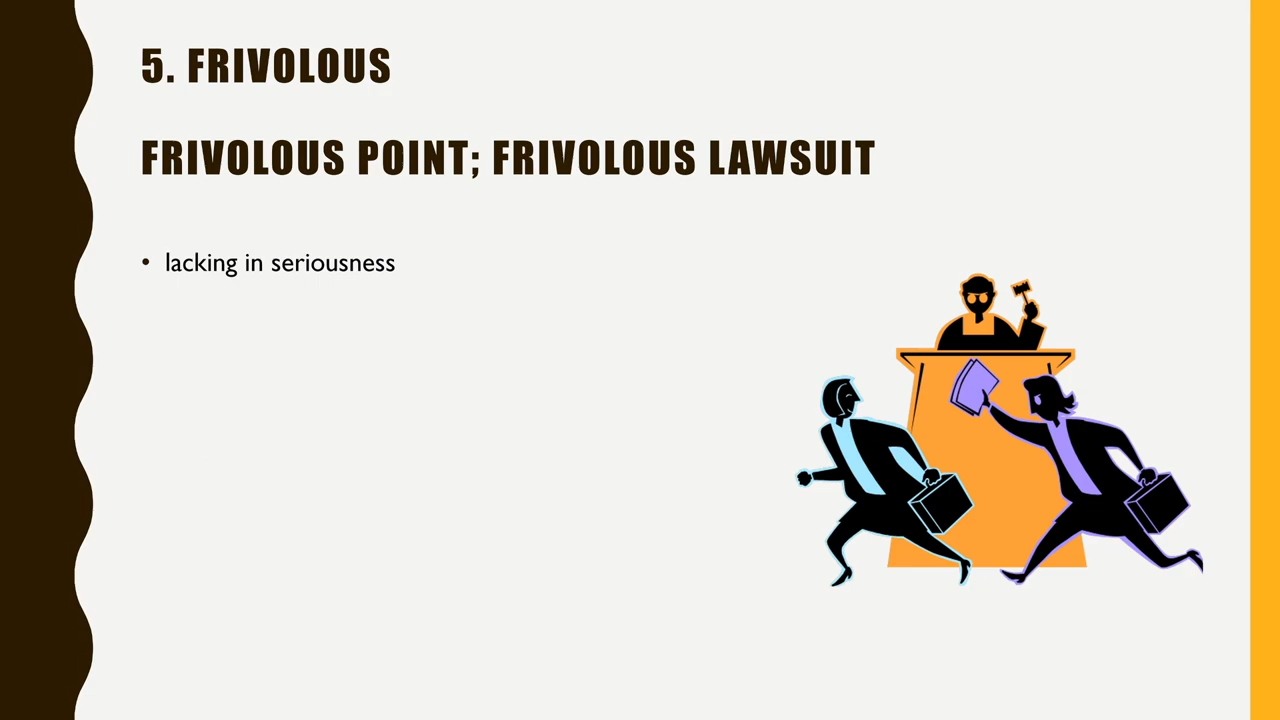 5. FRIVOLOUS
FRIVOLOUS POINT; FRIVOLOUS LAWSUIT
• lacking in seriousness